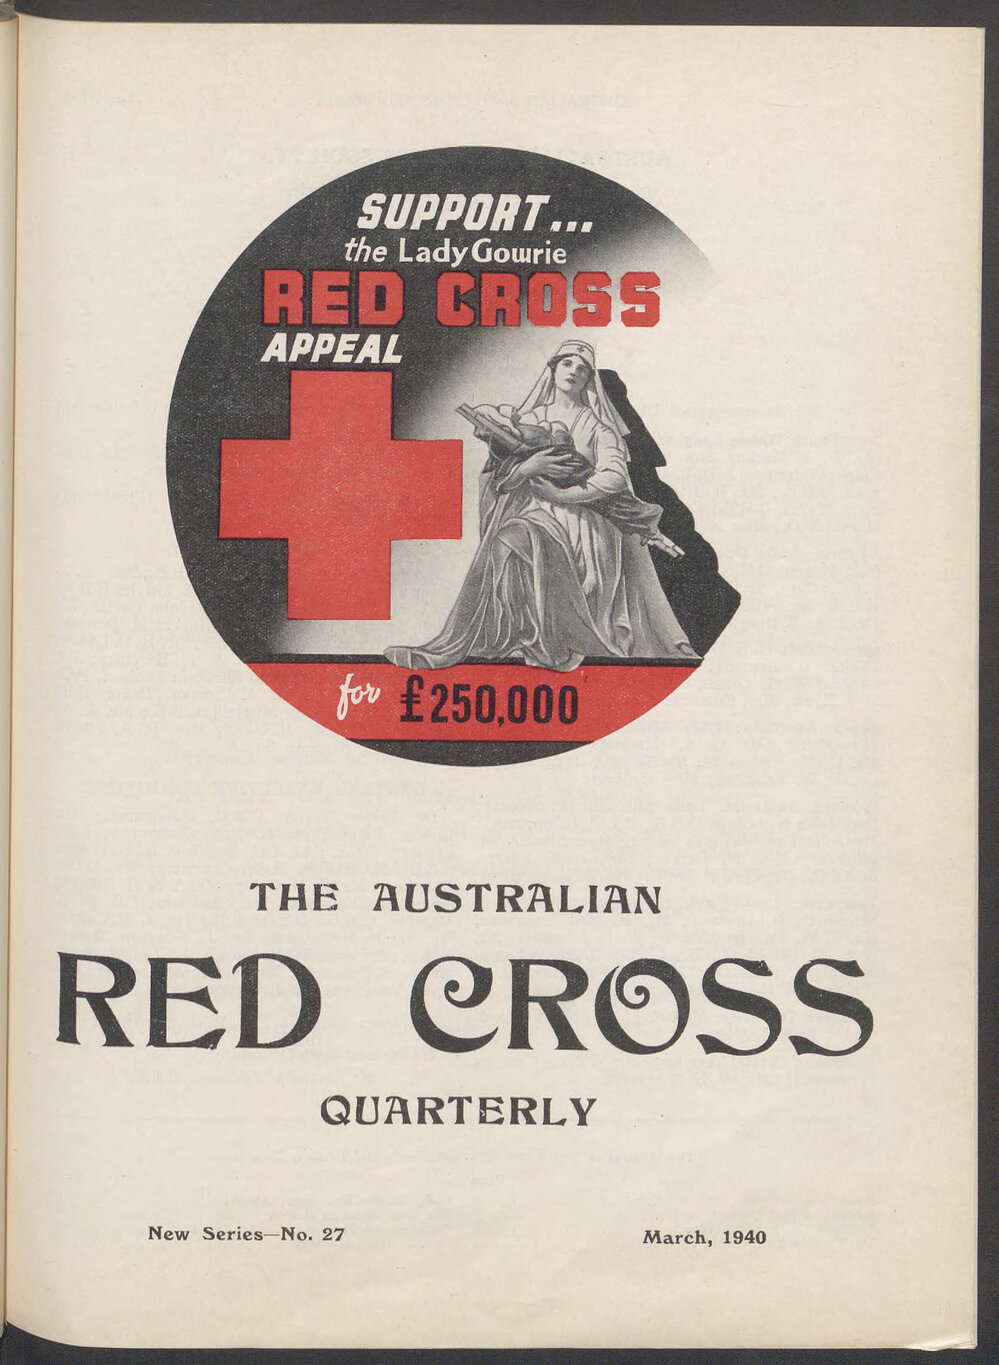 SUPPORT...
the Lady Gowrie
RED CROSS
APPEAL
for £250,000
THE AUSTRALIAN
RED CROSS
QUARTERLY
New Series—No. 27
March, 1940